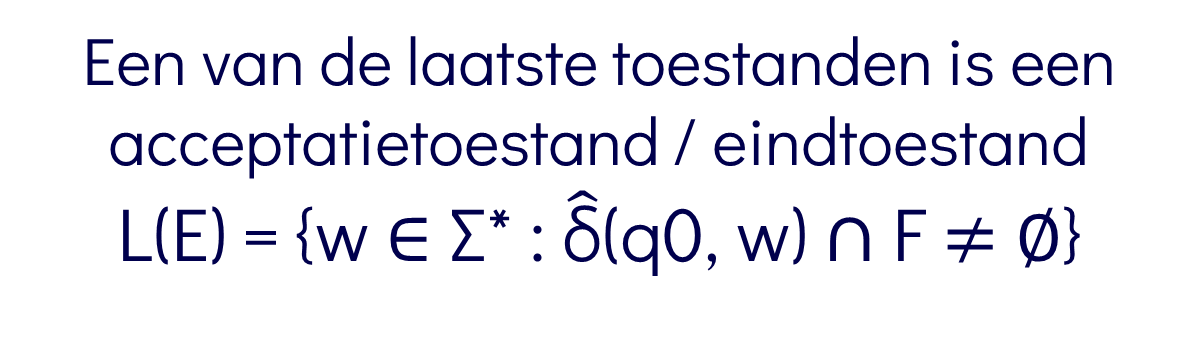 Een van de laatste toestanden is een
acceptatietoestand / eindtoestand
L(E) = {w ∈ Σ* : δ̂(q0, w) ∩ F ≠ Ø}